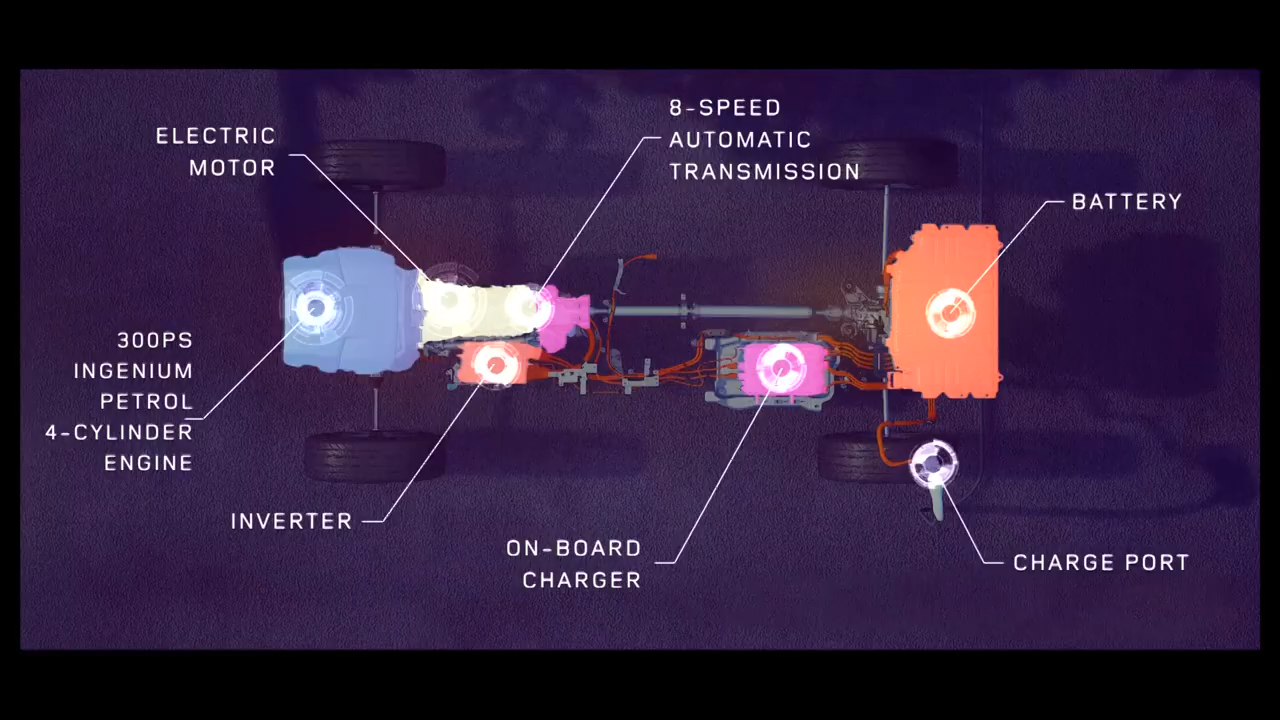 ELECTRIC
MOTOR
8-SPEED
AUTOMATIC
TRANSMISSION
BATTERY
300PS
INGENIUM
PETROL
4-CYLINDER
ENGINE
INVERTER
ON-BOARD
CHARGER
CHARGE PORT